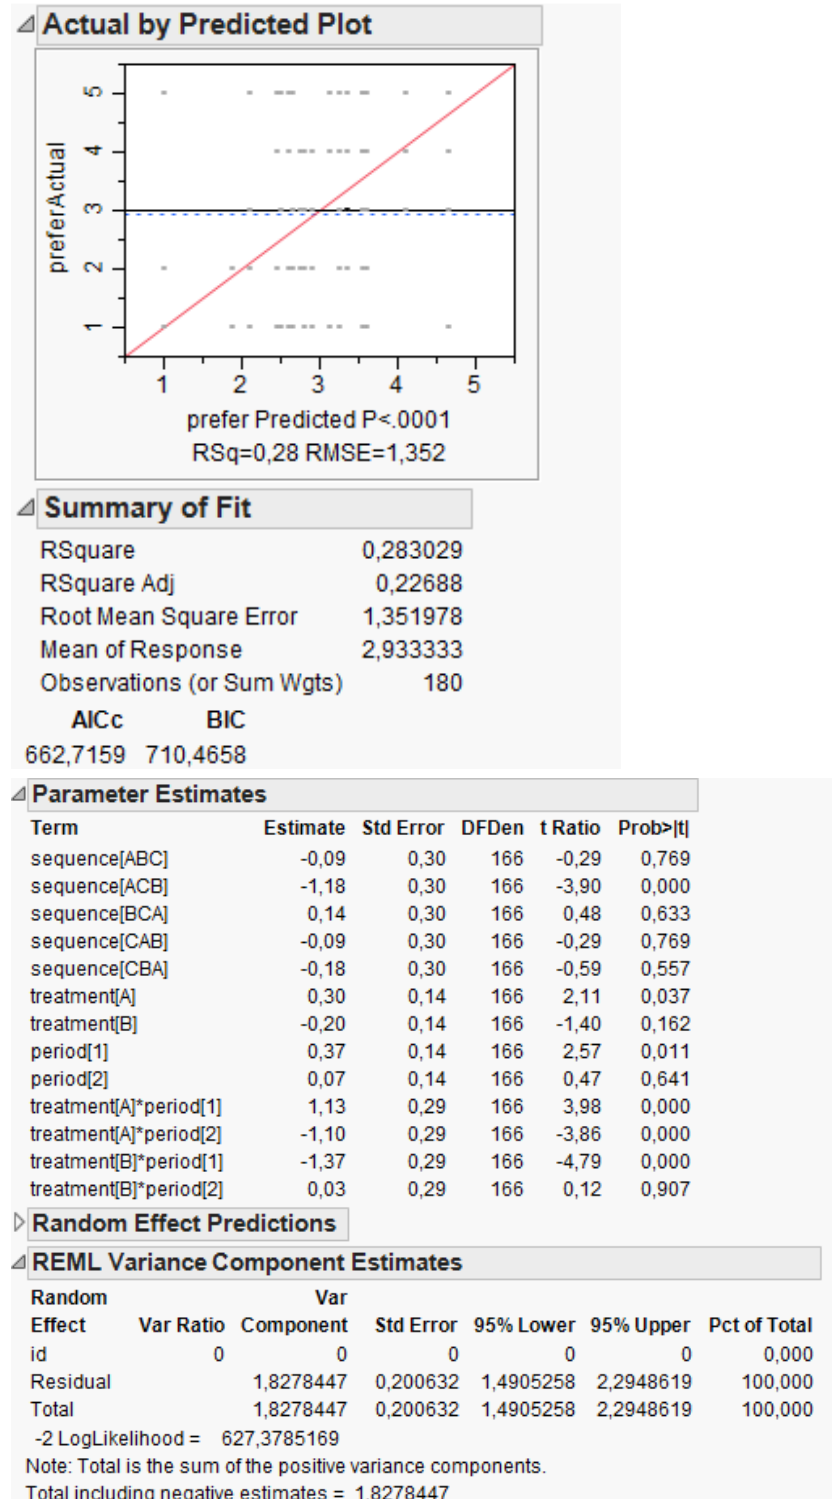 Actual by Predicted Plot
preferActual
5
4
3
2
1
1 2 3 4 5
prefer Predicted P<.0001
RSq=0,28 RMSE=1,352
Summary of Fit
RSquare 0,283029
RSquare Adj 0,22688
Root Mean Square Error 1,351978
Mean of Response 2,933333
Observations (or Sum Wgts) 180
AICc BIC
662,7159 710,4658
Parameter Estimates
Term Estimate Std Error DFDen t Ratio Prob>|t|
sequence[ABC] -0,09 0,30 166 -0,29 0,769
sequence[ACB] -1,18 0,30 166 -3,90 0,000
sequence[BCA] 0,14 0,30 166 0,48 0,633
sequence[CAB] -0,09 0,30 166 -0,29 0,769
sequence[CBA] -0,18 0,30 166 -0,59 0,557
treatment[A] 0,30 0,14 166 2,11 0,037
treatment[B] -0,20 0,14 166 -1,40 0,162
period[1] 0,37 0,14 166 2,57 0,011
period[2] 0,07 0,14 166 0,47 0,641
treatment[A]*period[1] 1,13 0,29 166 3,98 0,000
treatment[A]*period[2] -1,10 0,29 166 -3,86 0,000
treatment[B]*period[1] -1,37 0,29 166 -4,79 0,000
treatment[B]*period[2] 0,03 0,29 166 0,12 0,907
Random Effect Predictions
REML Variance Component Estimates
Random Var
Effect Var Ratio Component Std Error 95% Lower 95% Upper Pct of Total
id 0 0 0 0 0 0,000
Residual 1,8278447 0,200632 1,4905258 2,2948619 100,000
Total 1,8278447 0,200632 1,4905258 2,2948619 100,000
-2 LogLikelihood = 627,3785169
Note: Total is the sum of the positive variance components.
Total including negative estimates = 1,8278447